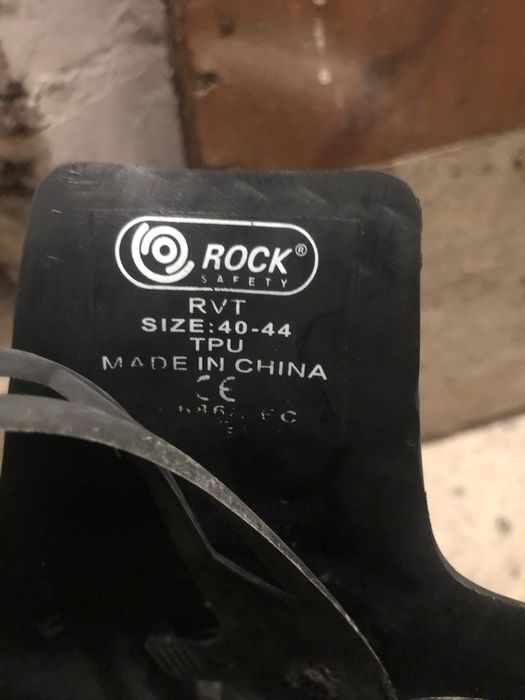 ROCK®
SAFETY
RVT
SIZE:40-44
TPU
MADE IN CHINA
CE